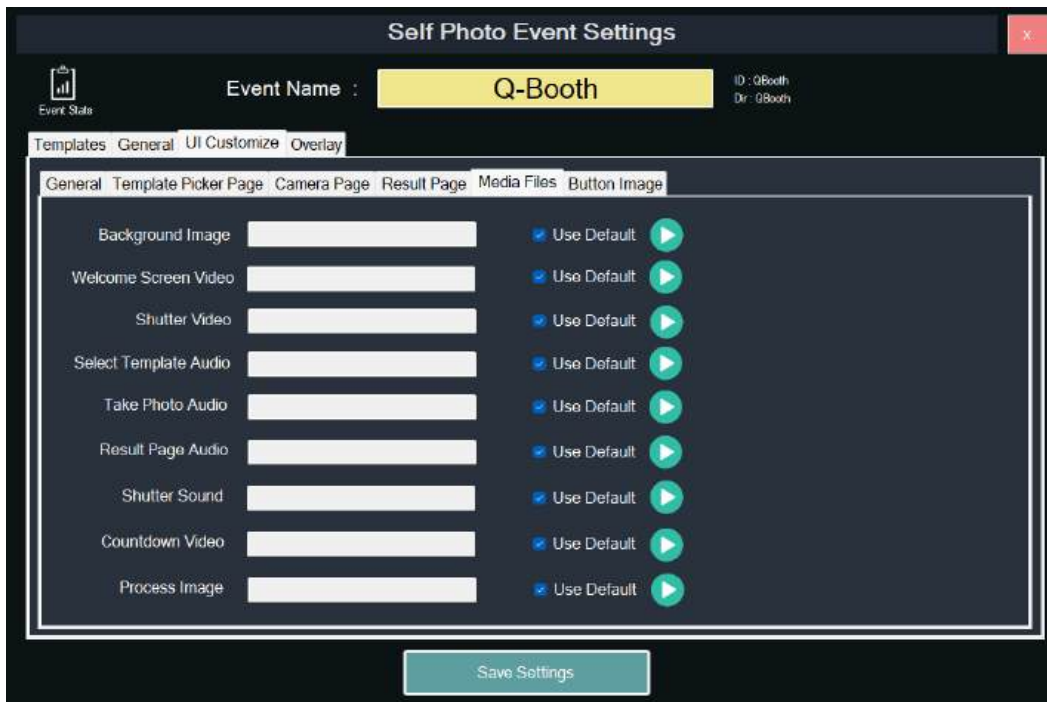 Self Photo Event Settings
x
Event Stats
Event Name :
Q-Booth
ID : QBooth
Dir : QBooth
Templates General UI Customize Overlay
General Template Picker Page Camera Page Result Page Media Files Button Image
Background Image Use Default
Welcome Screen Video Use Default
Shutter Video Use Default
Select Template Audio Use Default
Take Photo Audio Use Default
Result Page Audio Use Default
Shutter Sound Use Default
Countdown Video Use Default
Process Image Use Default
Save Settings